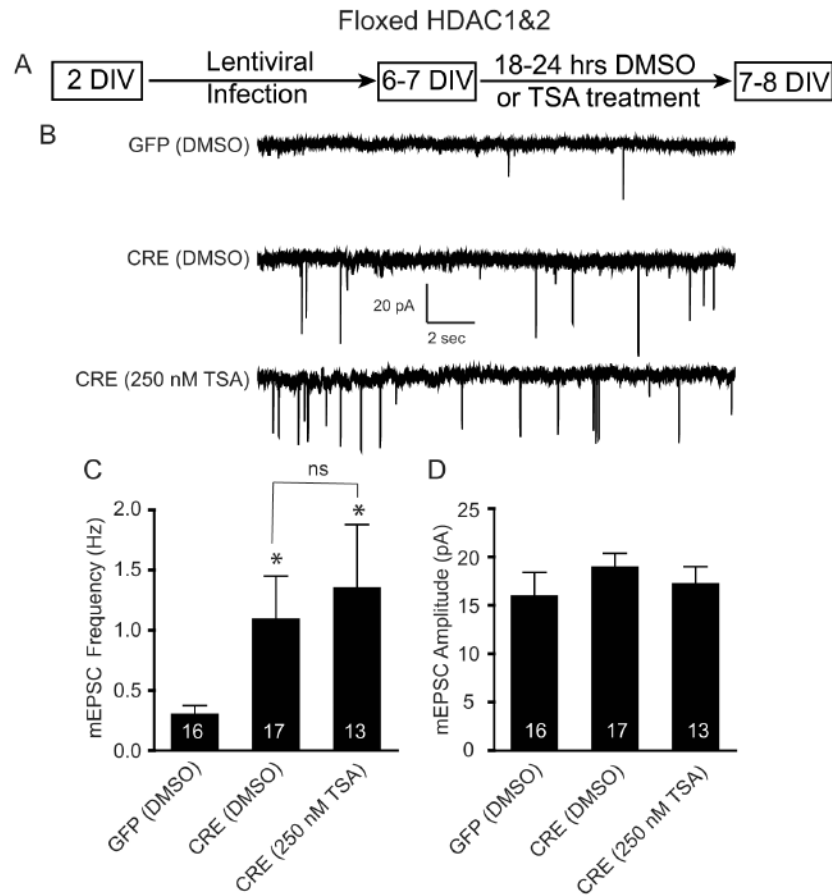 Floxed HDAC1&2
A
2 DIV
Lentiviral
Infection
6-7 DIV
18-24 hrs DMSO
or TSA treatment
7-8 DIV
B
GFP (DMSO)
CRE (DMSO)
20 pA
2 sec
CRE (250 nM TSA)
C
ns
* *
mEPSC Frequency (Hz)
2.0
1.5
1.0
0.5
0.0
16
17
13
GFP (DMSO)
CRE (DMSO)
CRE (250 nM TSA)
D
mEPSC Amplitude (pA)
25
20
15
10
5
0
16
17
13
GFP (DMSO)
CRE (DMSO)
CRE (250 nM TSA)